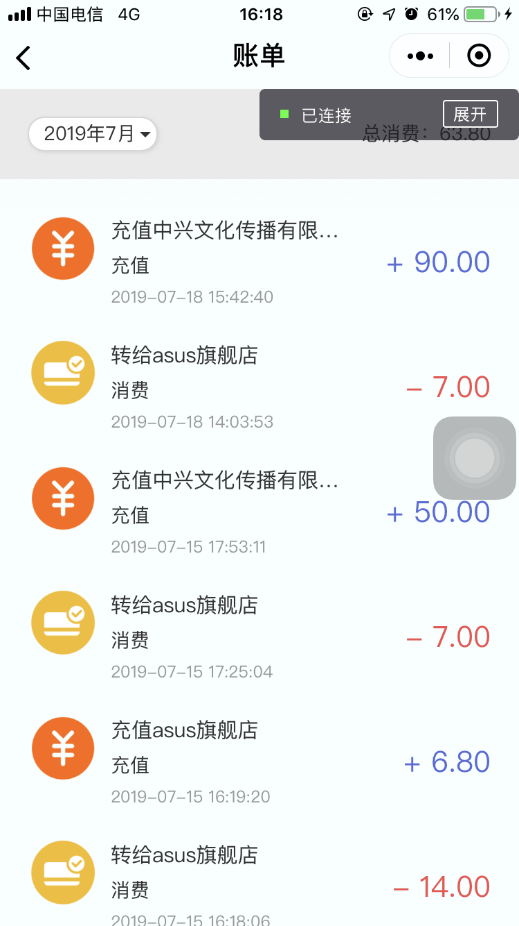 中国电信 4G 16:18 61%
账单
已连接 展开
2019年7月 总消费：63.80
充值中兴文化传播有限...
充值
+ 90.00
2019-07-18 15:42:40
转给asus旗舰店
消费
- 7.00
2019-07-18 14:03:53
充值中兴文化传播有限...
充值
+ 50.00
2019-07-15 17:53:11
转给asus旗舰店
消费
- 7.00
2019-07-15 17:25:04
充值asus旗舰店
充值
+ 6.80
2019-07-15 16:19:20
转给asus旗舰店
消费
- 14.00
2019-07-15 16:18:06